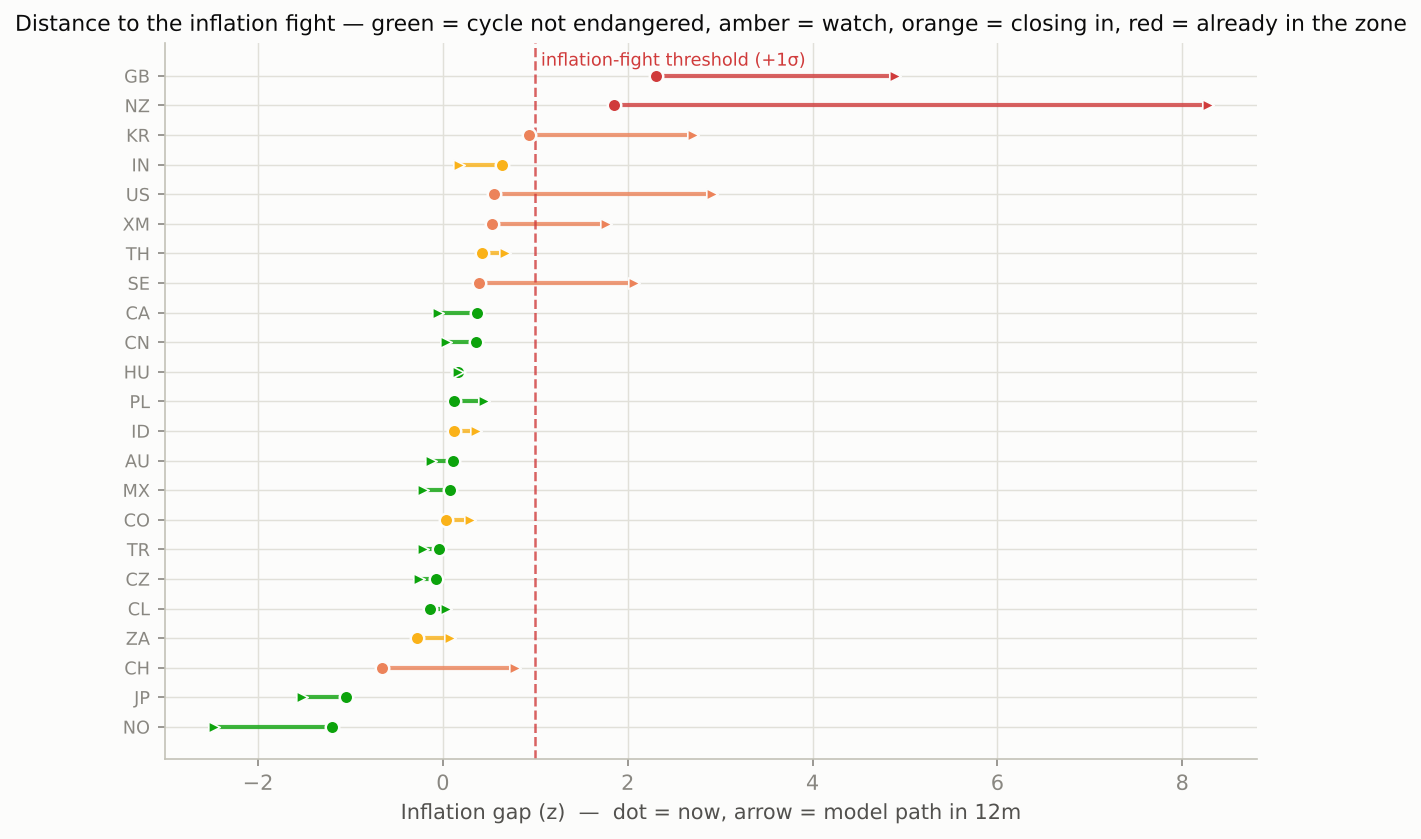 Distance to the inflation fight — green = cycle not endangered, amber = watch, orange = closing in, red = already in the zone
inflation-fight threshold (+1σ)
GB
NZ
KR
IN
US
XM
TH
SE
CA
CN
HU
PL
ID
AU
MX
CO
TR
CZ
CL
ZA
CH
JP
NO
−2 0 2 4 6 8
Inflation gap (z) — dot = now, arrow = model path in 12m